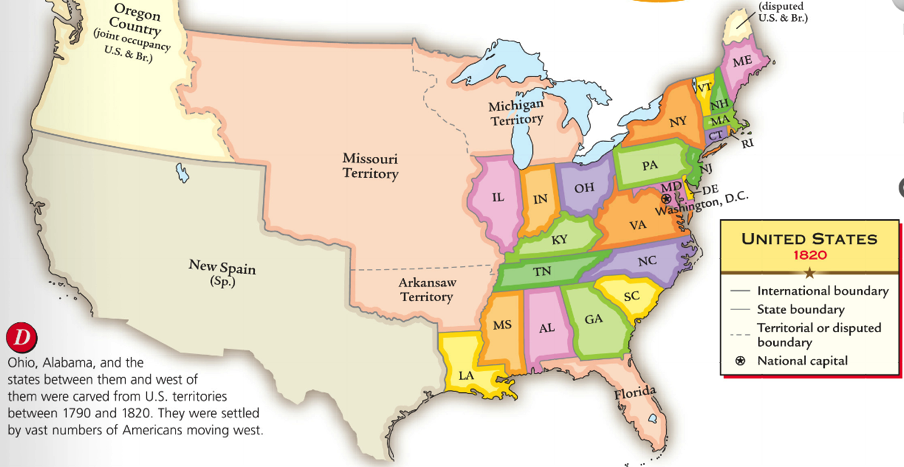 (disputed
U.S. & Br.)
Oregon
Country
(joint occupancy
U.S. & Br.)
ME
VT
NH
MA
CT
RI
NY
Michigan
Territory
Missouri
Territory
PA
NJ
IL
IN
OH
MD
DE
Washington, D.C.
VA
KY
NC
TN
New Spain
(Sp.)
Arkansaw
Territory
SC
MS
AL
GA
LA
Florida
UNITED STATES
1820
International boundary
State boundary
Territorial or disputed
boundary
National capital
D
Ohio, Alabama, and the
states between them and west of
them were carved from U.S. territories
between 1790 and 1820. They were settled
by vast numbers of Americans moving west.